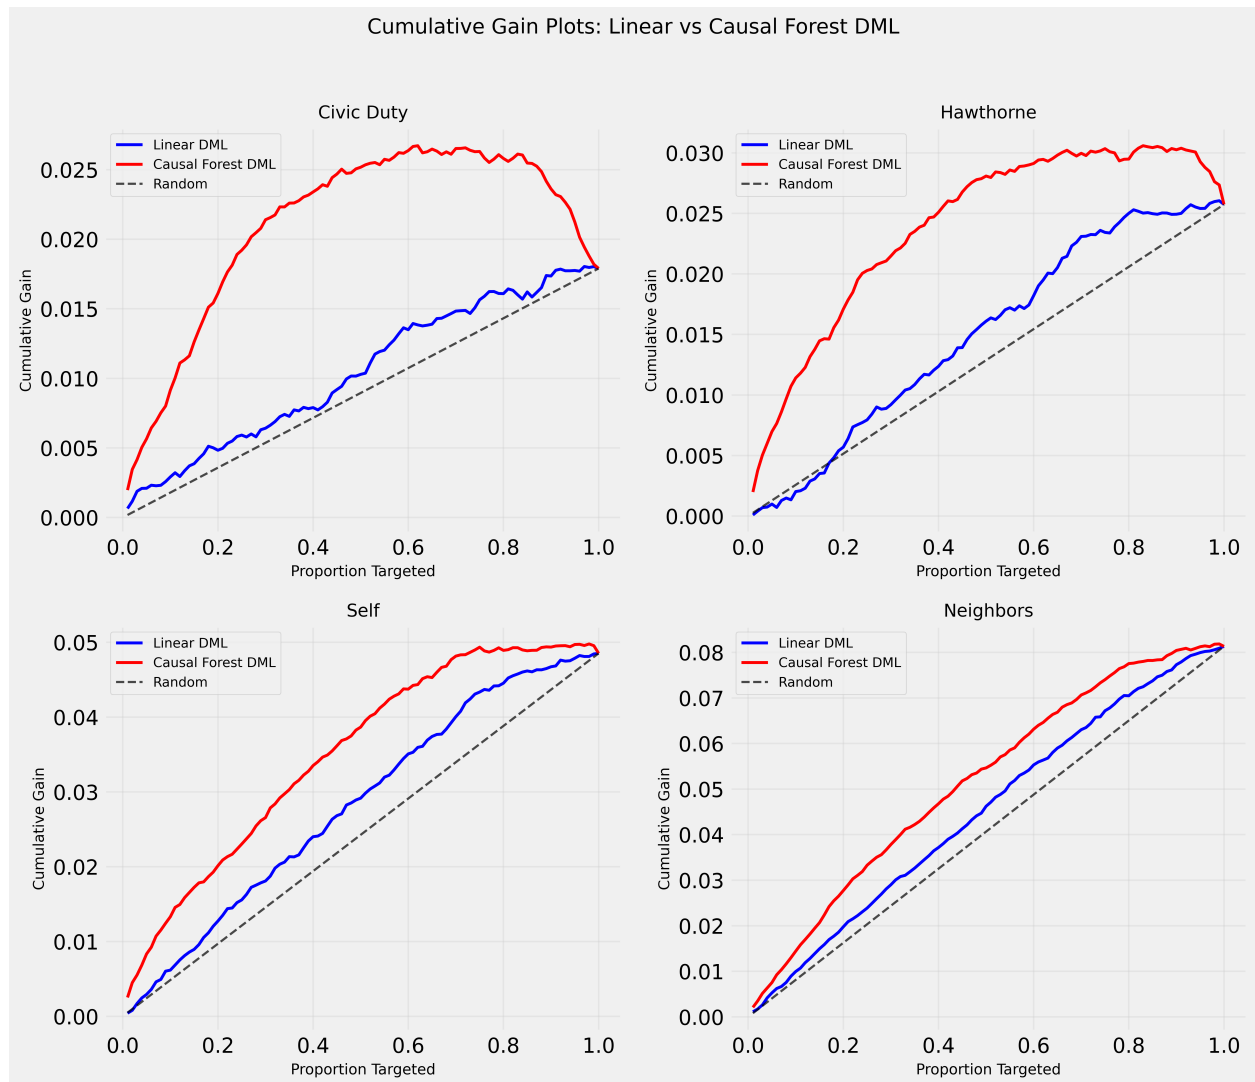 Cumulative Gain Plots: Linear vs Causal Forest DML
Civic Duty
Linear DML
Causal Forest DML
Random
0.025
0.020
0.015
0.010
0.005
0.000
Cumulative Gain
0.0 0.2 0.4 0.6 0.8 1.0
Proportion Targeted
Hawthorne
Linear DML
Causal Forest DML
Random
0.030
0.025
0.020
0.015
0.010
0.005
0.000
Cumulative Gain
0.0 0.2 0.4 0.6 0.8 1.0
Proportion Targeted
Self
Linear DML
Causal Forest DML
Random
0.05
0.04
0.03
0.02
0.01
0.00
Cumulative Gain
0.0 0.2 0.4 0.6 0.8 1.0
Proportion Targeted
Neighbors
Linear DML
Causal Forest DML
Random
0.08
0.07
0.06
0.05
0.04
0.03
0.02
0.01
0.00
Cumulative Gain
0.0 0.2 0.4 0.6 0.8 1.0
Proportion Targeted